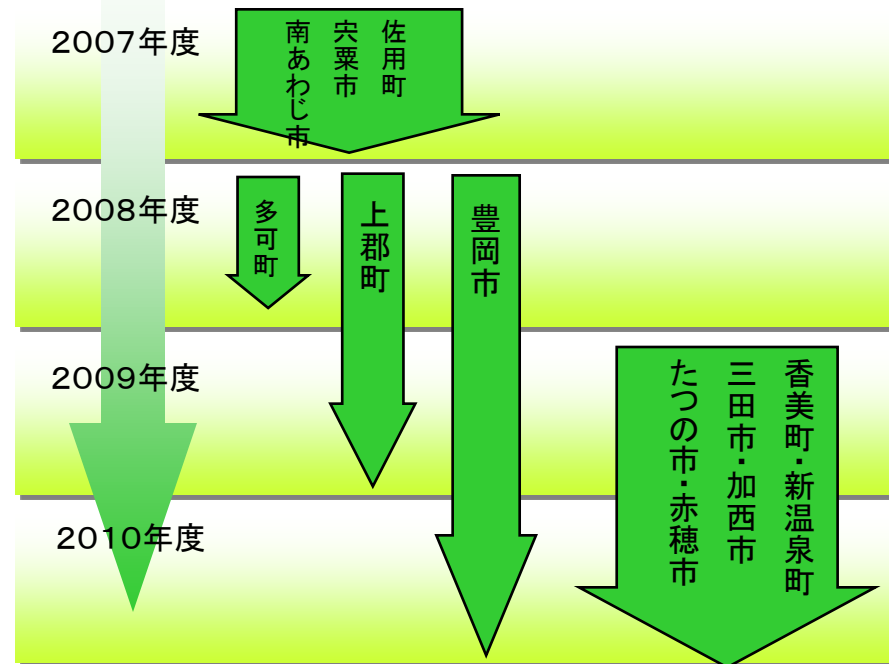 2007年度
佐用町
宍粟市
南あわじ市
2008年度
多可町
上郡町
豊岡市
2009年度
香美町・新温泉町
三田市・加西市
たつの市・赤穂市
2010年度